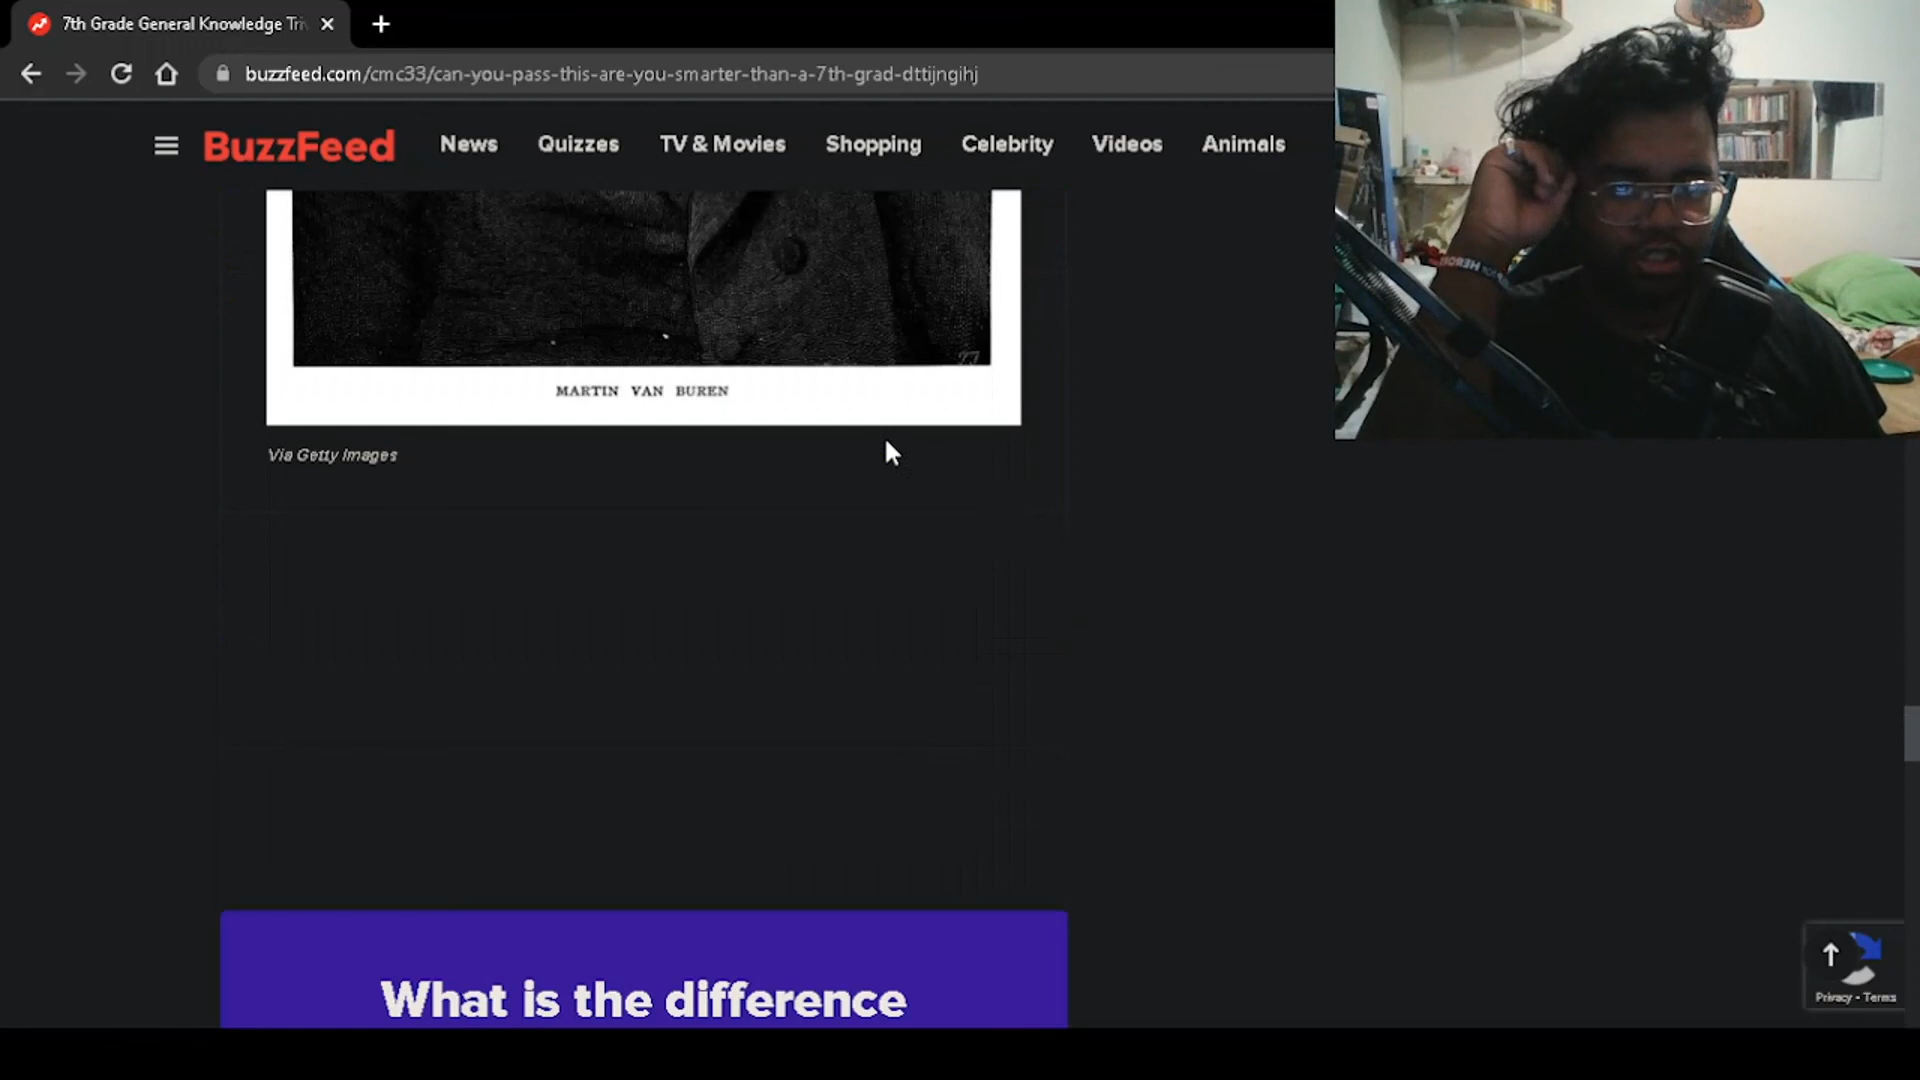 7th Grade General Knowledge Tri
buzzfeed.com/cmc33/can-you-pass-this-are-you-smarter-than-a-7th-grad-dttijngihj
BuzzFeed News Quizzes TV & Movies Shopping Celebrity Videos Animals
MARTIN VAN BUREN
Via Getty Images
What is the difference
Privacy - Terms